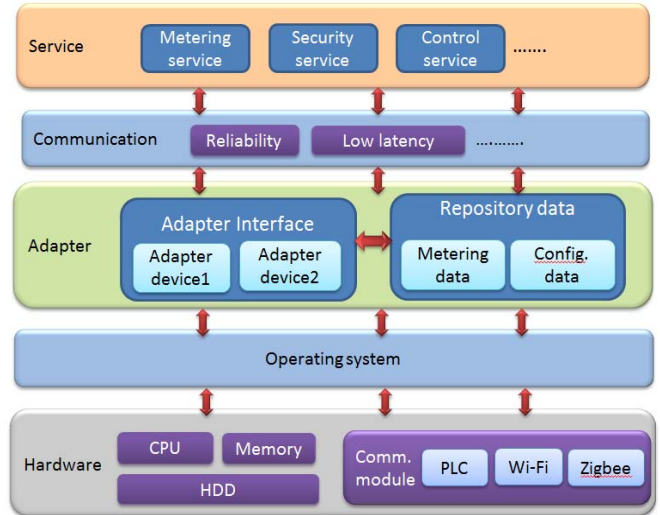 Service
Metering
service
Security
service
Control
service
…....
Communication
Reliability
Low latency
….…....
Adapter
Adapter Interface
Adapter
device1
Adapter
device2
Repository data
Metering
data
Config.
data
Operating system
Hardware
CPU
Memory
HDD
Comm.
module
PLC
Wi-Fi
Zigbee